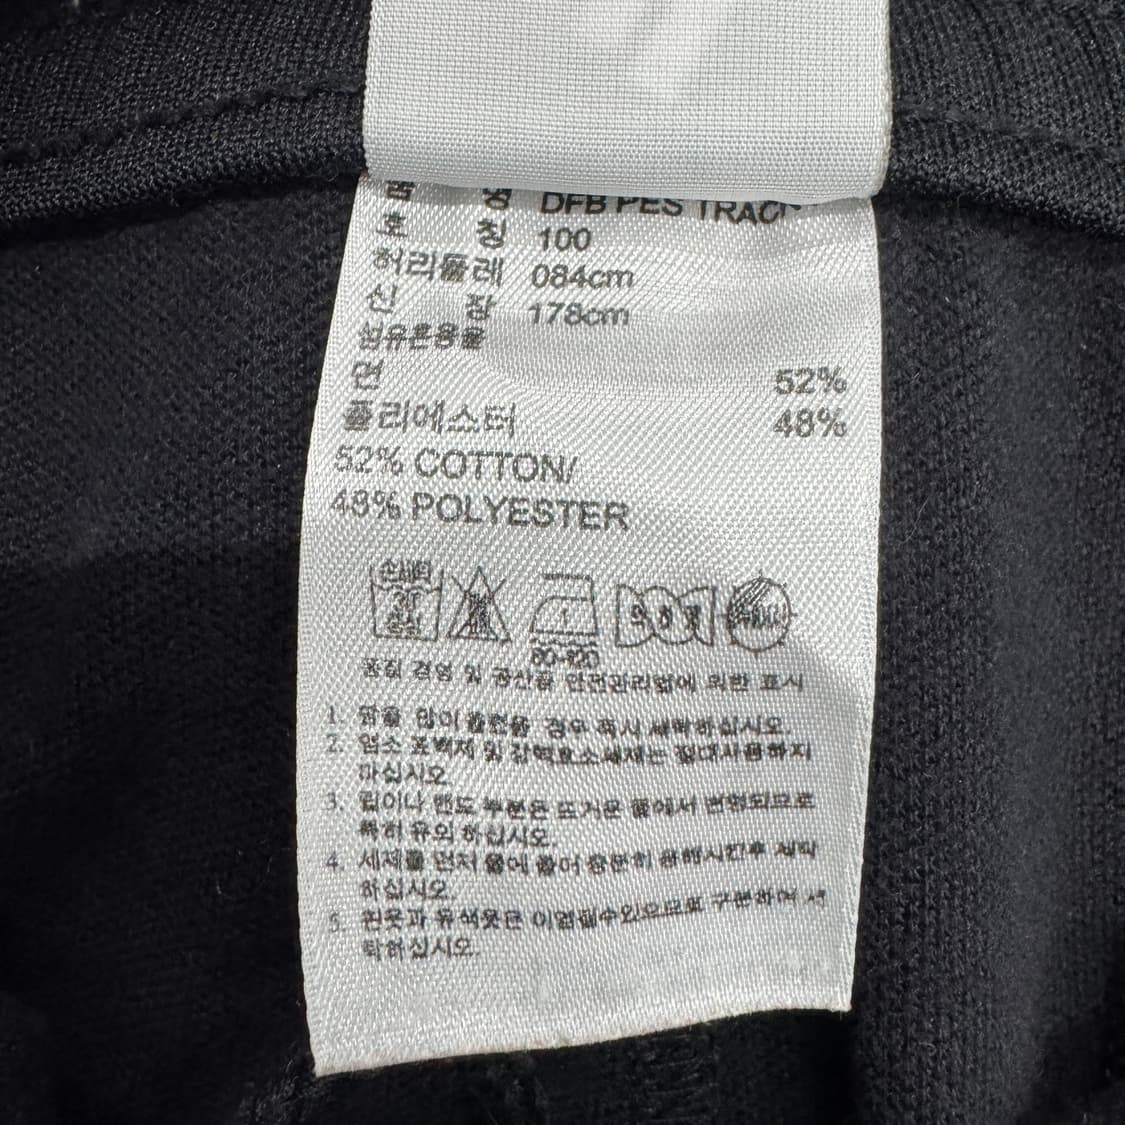 품 명 DFB PES TRACK
호 칭 100
허리둘레 084cm
신 장 178cm
섬유혼용율
면 52%
폴리에스터 48%
52% COTTON/
48% POLYESTER
손세탁
80-120
품질 경영 및 공산품 안전관리법에 의한 표시
1. 땀을 많이 흘렸을 경우 즉시 세탁하십시오.
2. 염소 표백제 및 강력효소세제는 절대사용하지
마십시오.
3. 립이나 밴드 부분은 뜨거운 물에서 변형되므로
특히 유의 하십시오.
4. 세제를 먼저 물에 풀어 충분히 용해시킨후 세탁
하십시오.
5. 흰옷과 유색옷은 이염될수있으므로 구분하여 세
탁하십시오.